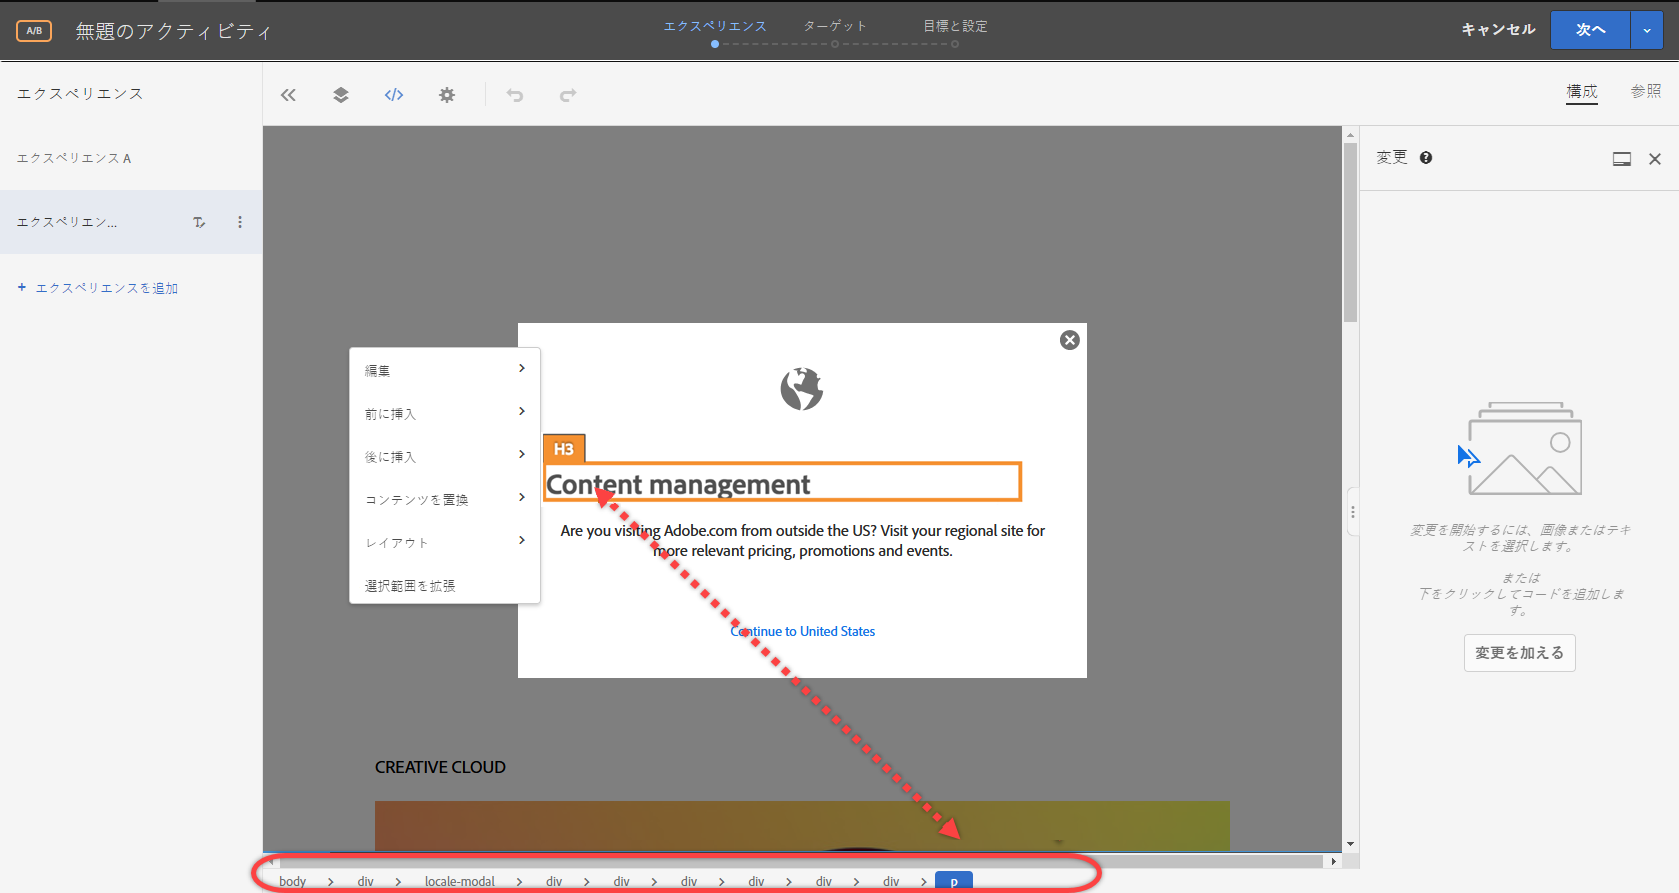 A/B
無題のアクティビティ
エクスペリエンス
ターゲット
目標と設定
キャンセル
次へ
エクスペリエンス
構成
参照
エクスペリエンス A
エクスペリエン...
+ エクスペリエンスを追加
変更
編集
前に挿入
後に挿入
コンテンツを置換
レイアウト
選択範囲を拡張
H3
Content management
Are you visiting Adobe.com from outside the US? Visit your regional site for
more relevant pricing, promotions and events.
Continue to United States
変更を開始するには、画像またはテキ
ストを選択します。
または
下をクリックしてコードを追加しま
す。
変更を加える
CREATIVE CLOUD
body > div > locale-modal > div > div > div > div > div > div > p